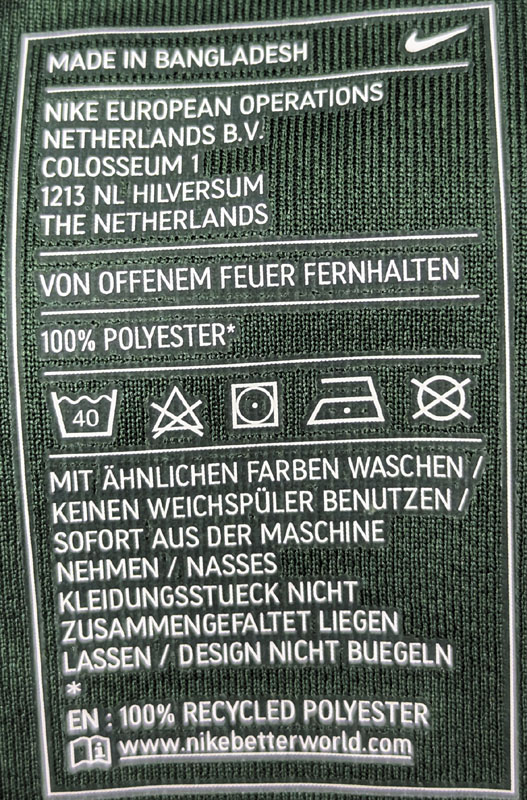 MADE IN BANGLADESH
NIKE EUROPEAN OPERATIONS
NETHERLANDS B.V.
COLOSSEUM 1
1213 NL HILVERSUM
THE NETHERLANDS
VON OFFENEM FEUER FERNHALTEN
100% POLYESTER*
40
MIT ÄHNLICHEN FARBEN WASCHEN /
KEINEN WEICHSPÜLER BENUTZEN /
SOFORT AUS DER MASCHINE
NEHMEN / NASSES
KLEIDUNGSSTUECK NICHT
ZUSAMMENGEFALTET LIEGEN
LASSEN / DESIGN NICHT BUEGELN
*
EN : 100% RECYCLED POLYESTER
www.nikebetterworld.com